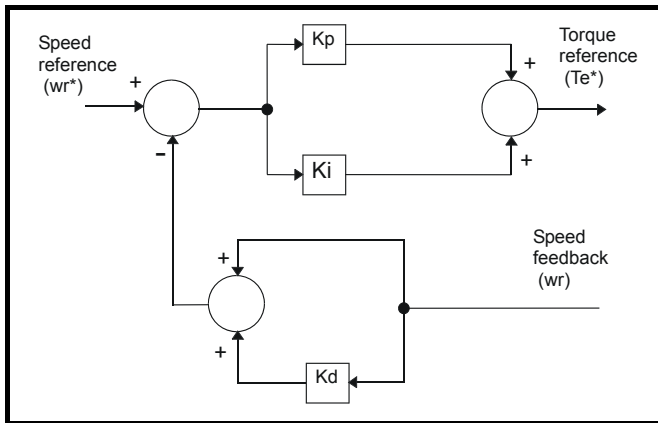 Speed
reference
(wr*)
+
-
Kp
Ki
+
+
Torque
reference
(Te*)
+
+
Kd
Speed
feedback
(wr)